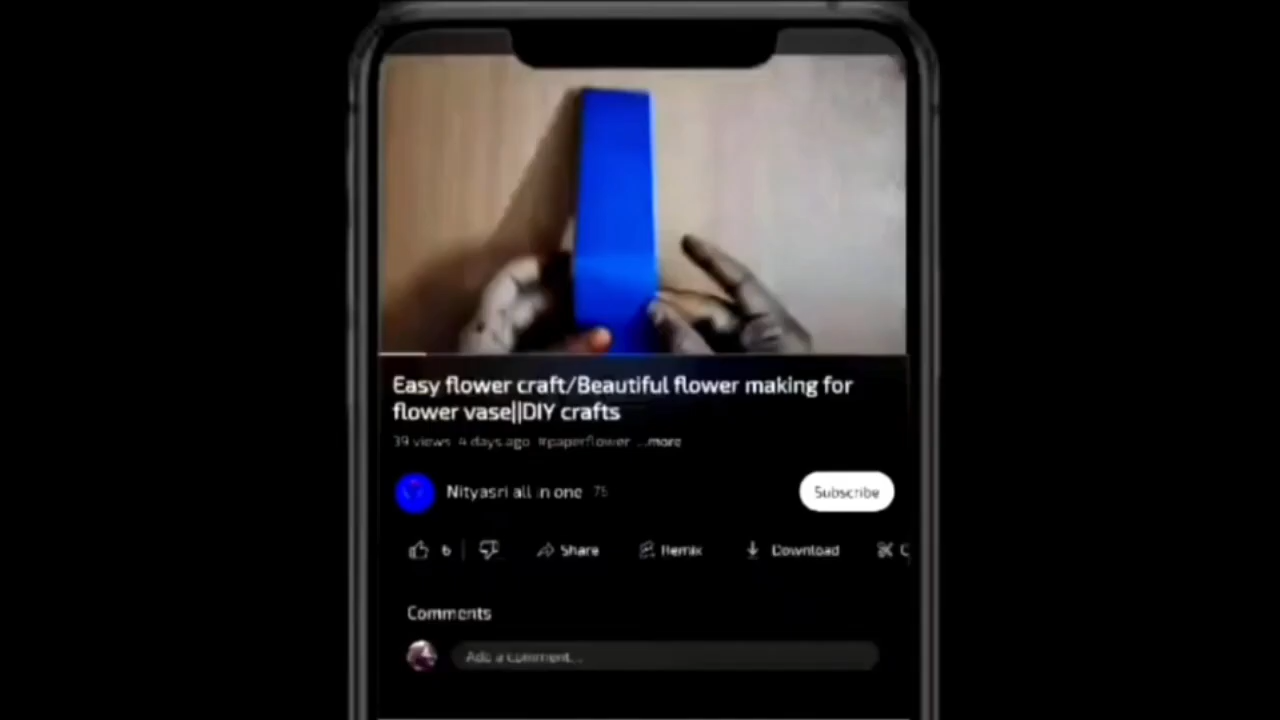 Easy flower craft/Beautiful flower making for
flower vase||DIY crafts
39 views 4 days ago #paperflower ...more
Nityasri all in one 75
Subscribe
6 Share Remix Download
Comments
Add a comment...